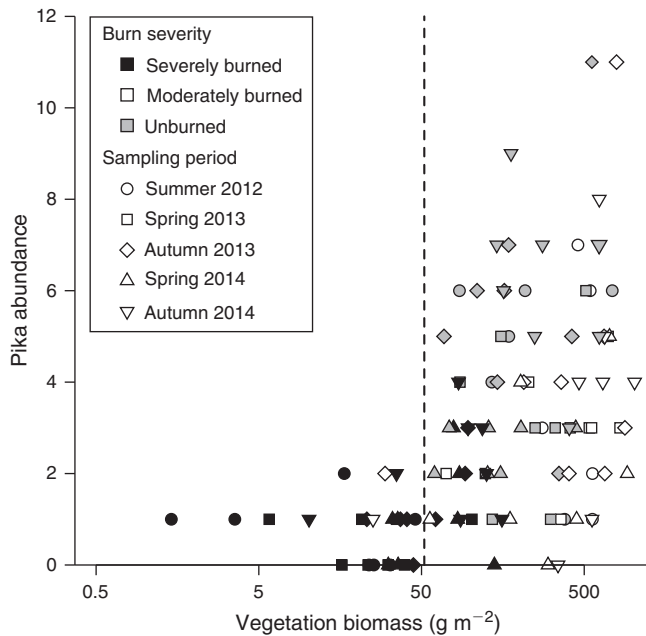 12
10
8
6
4
2
0
Pika abundance
Burn severity
Severely burned
Moderately burned
Unburned
Sampling period
Summer 2012
Spring 2013
Autumn 2013
Spring 2014
Autumn 2014
0.5 5 50 500
Vegetation biomass (g m−2)